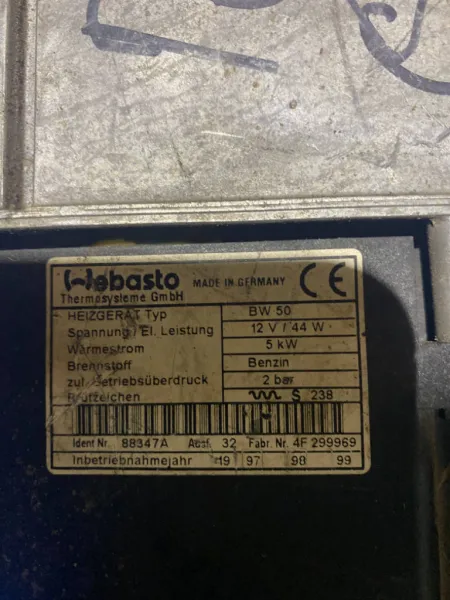 Webasto MADE IN GERMANY CE
Thermosysteme GmbH
HEIZGERÄT Typ BW 50
Spannung / El. Leistung 12 V / 44 W
Wärmestrom 5 kW
Brennstoff Benzin
zul. Betriebsüberdruck 2 bar
Prüfzeichen S 238
Ident Nr. 88347A Ausf. 32 Fabr. Nr. 4F 299969
Inbetriebnahmejahr 19 97 98 99